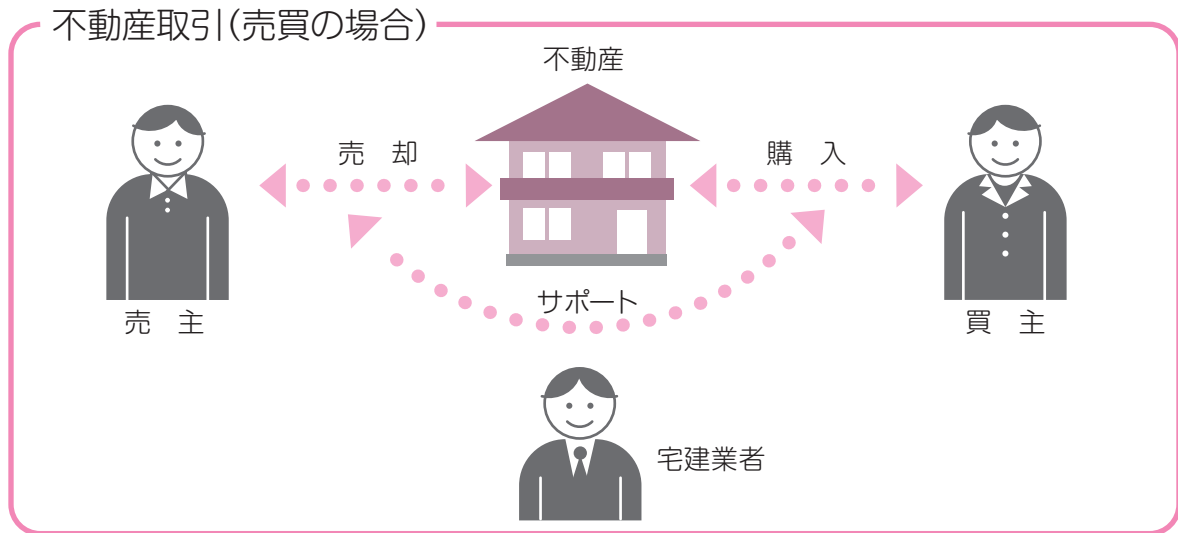 不動産取引(売買の場合)
不動産
売 却
購 入
サポート
売 主
買 主
宅建業者